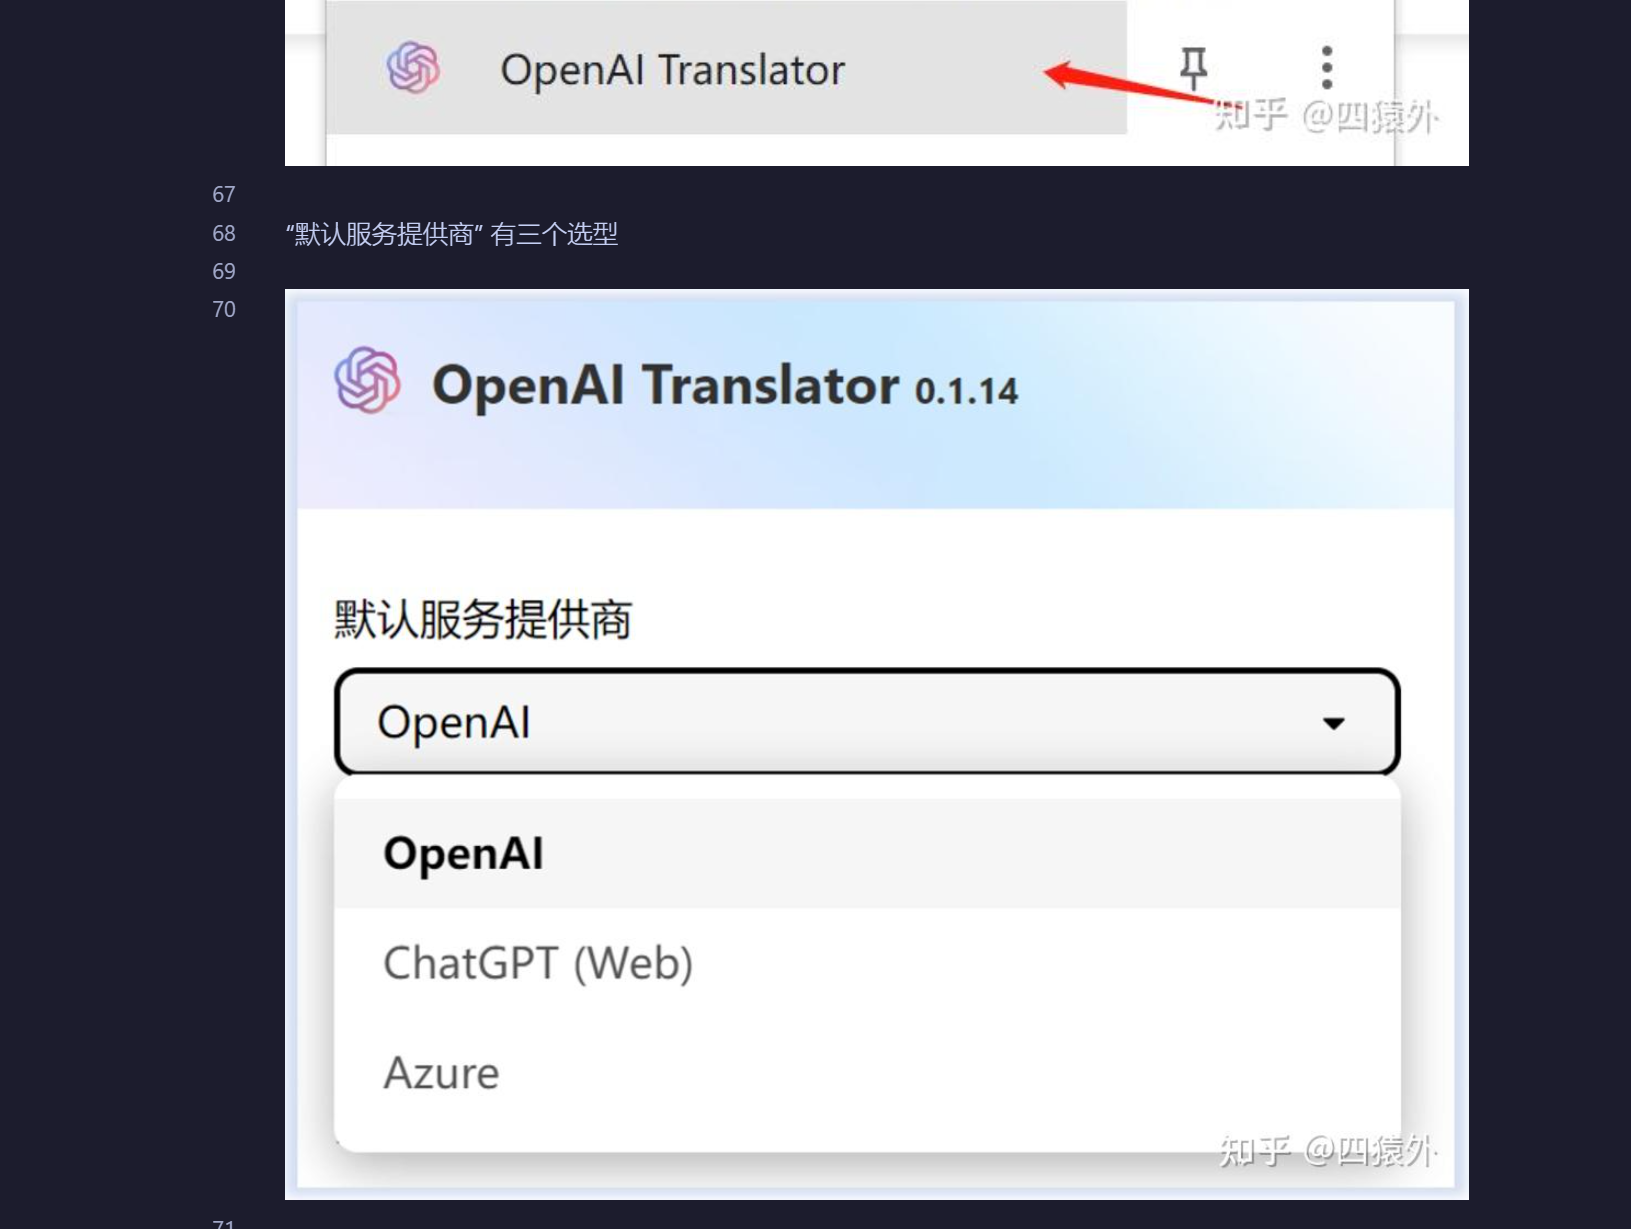 OpenAI Translator
知乎 @四猿外
67
68 “默认服务提供商” 有三个选型
69
70
OpenAI Translator 0.1.14
默认服务提供商
OpenAI
OpenAI
ChatGPT (Web)
Azure
知乎 @四猿外
71